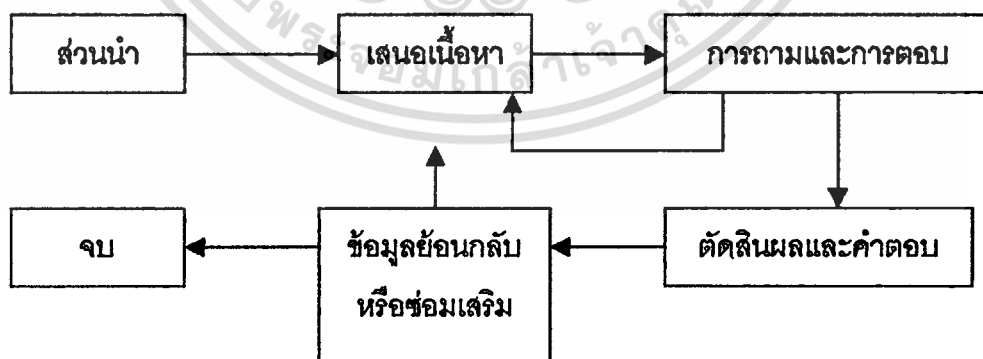 ส่วนนำ
เสนอเนื้อหา
การถามและการตอบ
จบ
ข้อมูลย้อนกลับ
หรือซ่อมเสริม
ตัดสินผลและคำตอบ